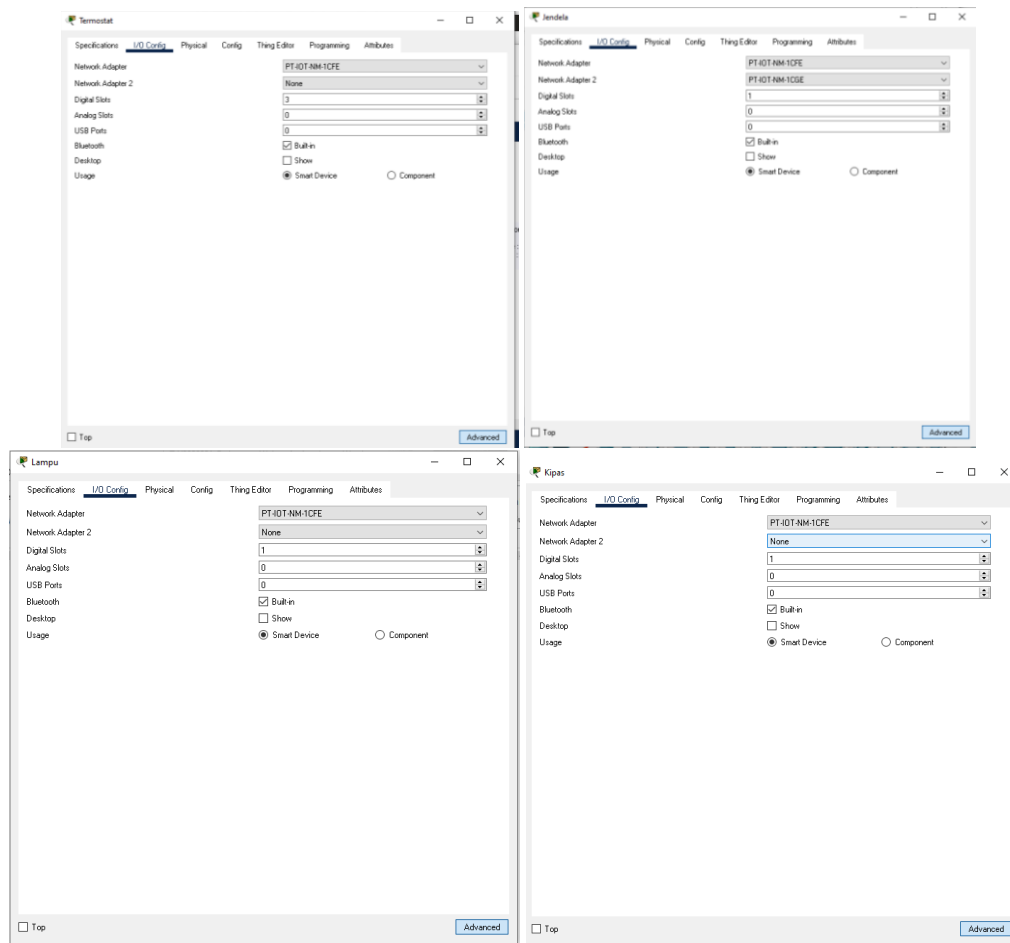 Termostat
Specifications I/O Config Physical Config Thing Editor Programming Attributes
Network Adapter PT-IOT-NM-1CFE
Network Adapter 2 None
Digital Slots 3
Analog Slots 0
USB Ports 0
Bluetooth Built-in
Desktop Show
Usage Smart Device Component
Top Advanced
Jendela
Specifications I/O Config Physical Config Thing Editor Programming Attributes
Network Adapter PT-IOT-NM-1CFE
Network Adapter 2 PT-IOT-NM-1CGE
Digital Slots 1
Analog Slots 0
USB Ports 0
Bluetooth Built-in
Desktop Show
Usage Smart Device Component
Top Advanced
Lampu
Specifications I/O Config Physical Config Thing Editor Programming Attributes
Network Adapter PT-IOT-NM-1CFE
Network Adapter 2 None
Digital Slots 1
Analog Slots 0
USB Ports 0
Bluetooth Built-in
Desktop Show
Usage Smart Device Component
Top Advanced
Kipas
Specifications I/O Config Physical Config Thing Editor Programming Attributes
Network Adapter PT-IOT-NM-1CFE
Network Adapter 2 None
Digital Slots 1
Analog Slots 0
USB Ports 0
Bluetooth Built-in
Desktop Show
Usage Smart Device Component
Top Advanced